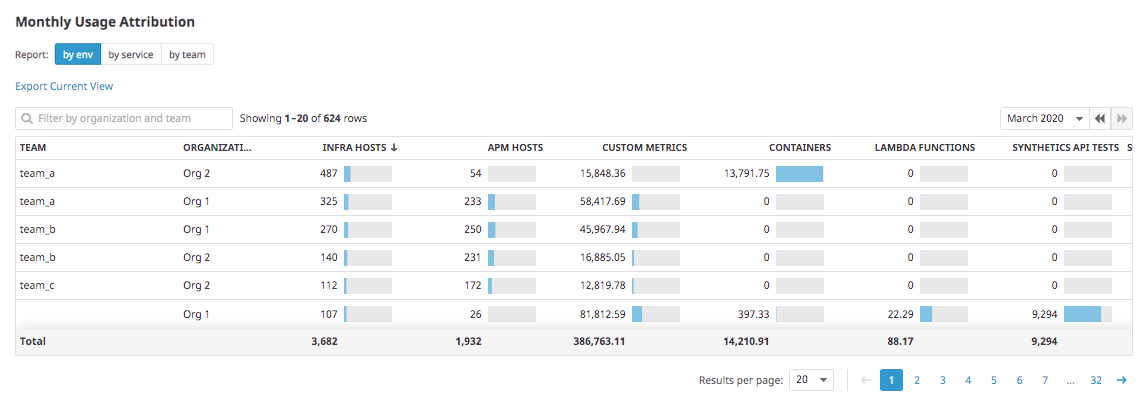 Monthly Usage Attribution
Report: by env by service by team
Export Current View
Filter by organization and team Showing 1–20 of 624 rows March 2020
TEAM ORGANIZATI... INFRA HOSTS ↓ APM HOSTS CUSTOM METRICS CONTAINERS LAMBDA FUNCTIONS SYNTHETICS API TESTS S
team_a Org 2 487 54 15,848.36 13,791.75 0 0
team_a Org 1 325 233 58,417.69 0 0 0
team_b Org 1 270 250 45,967.94 0 0 0
team_b Org 2 140 231 16,885.05 0 0 0
team_c Org 2 112 172 12,819.78 0 0 0
Org 1 107 26 81,812.59 397.33 22.29 9,294
Total 3,682 1,932 386,763.11 14,210.91 88.17 9,294
Results per page: 20 ← 1 2 3 4 5 6 7 ... 32 →